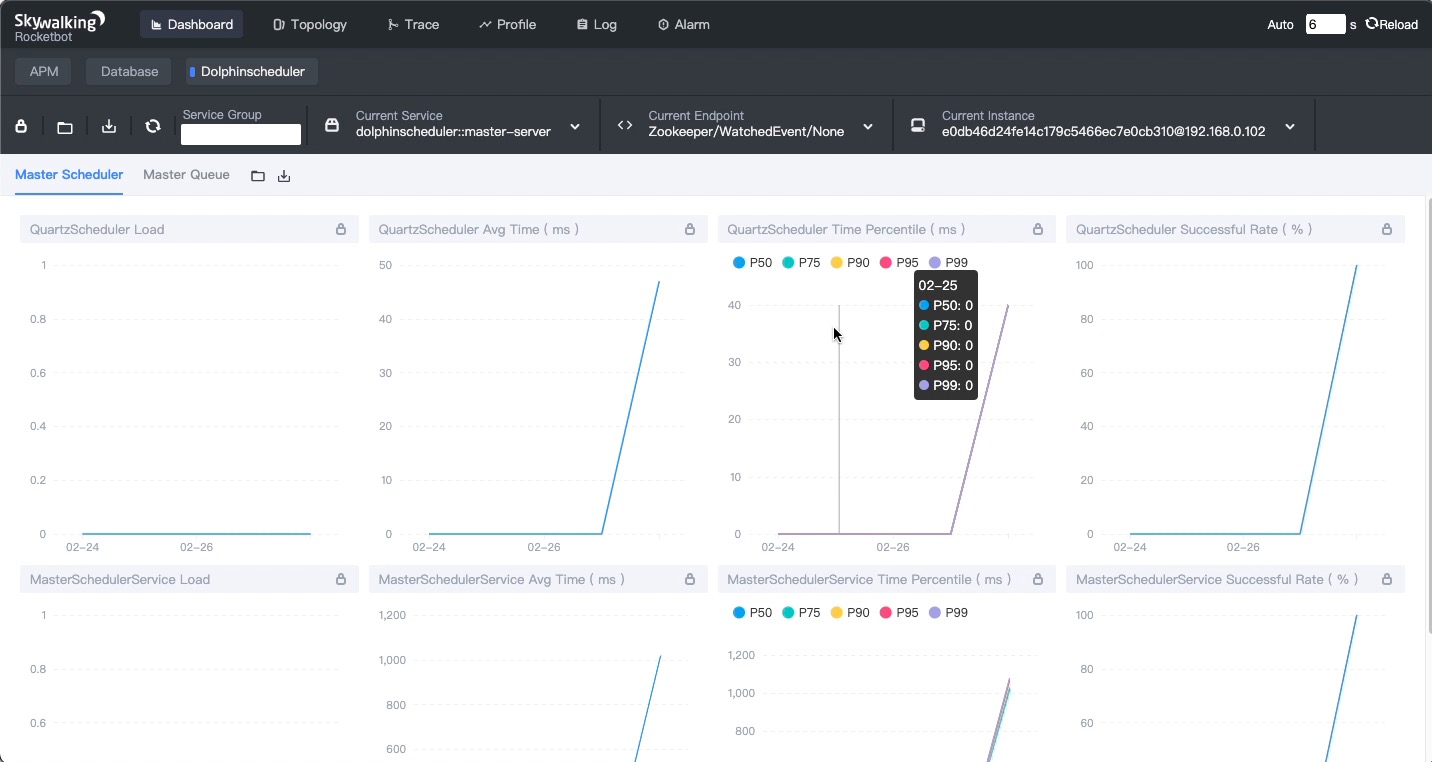 Skywalking
Rocketbot
Dashboard Topology Trace Profile Log Alarm
Auto 6 s Reload
APM Database Dolphinscheduler
Service Group
Current Service
dolphinscheduler::master-server
Current Endpoint
Zookeeper/WatchedEvent/None
Current Instance
e0db46d24fe14c179c5466ec7e0cb310@192.168.0.102
Master Scheduler Master Queue
QuartzScheduler Load
1
0.8
0.6
0.4
0.2
0
02-24 02-26
QuartzScheduler Avg Time ( ms )
50
40
30
20
10
0
02-24 02-26
QuartzScheduler Time Percentile ( ms )
P50 P75 P90 P95 P99
40
30
20
10
0
02-24 02-26
02-25
P50: 0
P75: 0
P90: 0
P95: 0
P99: 0
QuartzScheduler Successful Rate ( % )
100
80
60
40
20
0
02-24 02-26
MasterSchedulerService Load
1
0.8
0.6
MasterSchedulerService Avg Time ( ms )
1,200
1,000
800
600
MasterSchedulerService Time Percentile ( ms )
P50 P75 P90 P95 P99
1,200
1,000
800
MasterSchedulerService Successful Rate ( % )
100
80
60